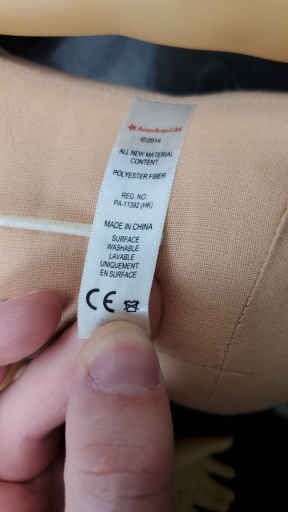 American Girl
©2014
ALL NEW MATERIAL
CONTENT
POLYESTER FIBER
REG. NO.
PA-11392 (HK)
MADE IN CHINA
SURFACE
WASHABLE
LAVABLE
UNIQUEMENT
EN SURFACE
CE